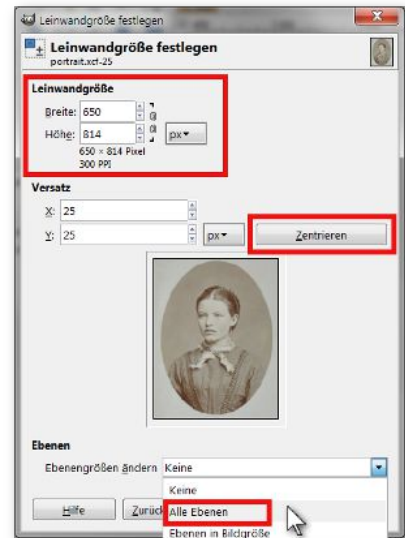 Leinwandgröße festlegen
Leinwandgröße festlegen
portrait.xcf-25
Leinwandgröße
Breite: 650
Höhe: 814 px
650 × 814 Pixel
300 PPI
Versatz
X: 25
Y: 25 px Zentrieren
Ebenen
Ebenengrößen ändern Keine
Keine
Hilfe Zurück Alle Ebenen
Ebenen in Bildgröße